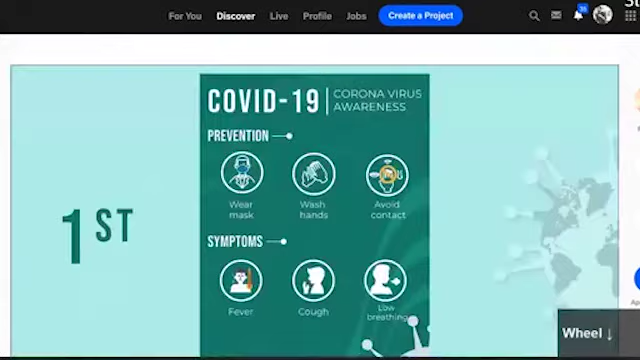 St
For You Discover Live Profile Jobs Create a Project
COVID-19 CORONA VIRUS
AWARENESS
PREVENTION
Wear
mask
Wash
hands
Avoid
contact
1ST
SYMPTOMS
Fever
Cough
Low
breathing
Wheel ↓